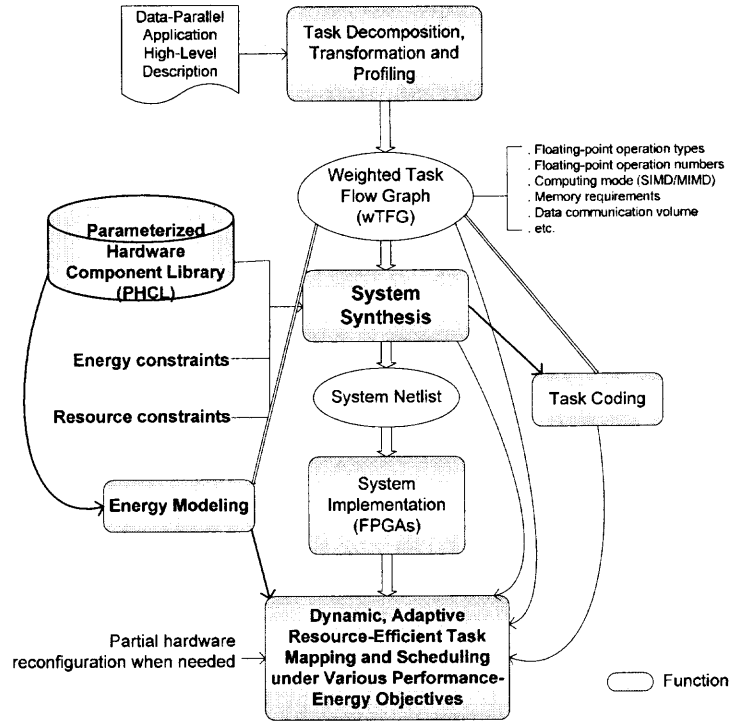 Data-Parallel
Application
High-Level
Description
Task Decomposition,
Transformation and
Profiling
Weighted Task
Flow Graph
(wTFG)
. Floating-point operation types
. Floating-point operation numbers
. Computing mode (SIMD/MIMD)
. Memory requirements
. Data communication volume
. etc.
Parameterized
Hardware
Component Library
(PHCL)
System
Synthesis
Energy constraints
Resource constraints
System Netlist
Task Coding
Energy Modeling
System
Implementation
(FPGAs)
Partial hardware
reconfiguration when needed
Dynamic, Adaptive
Resource-Efficient Task
Mapping and Scheduling
under Various Performance-
Energy Objectives
Function